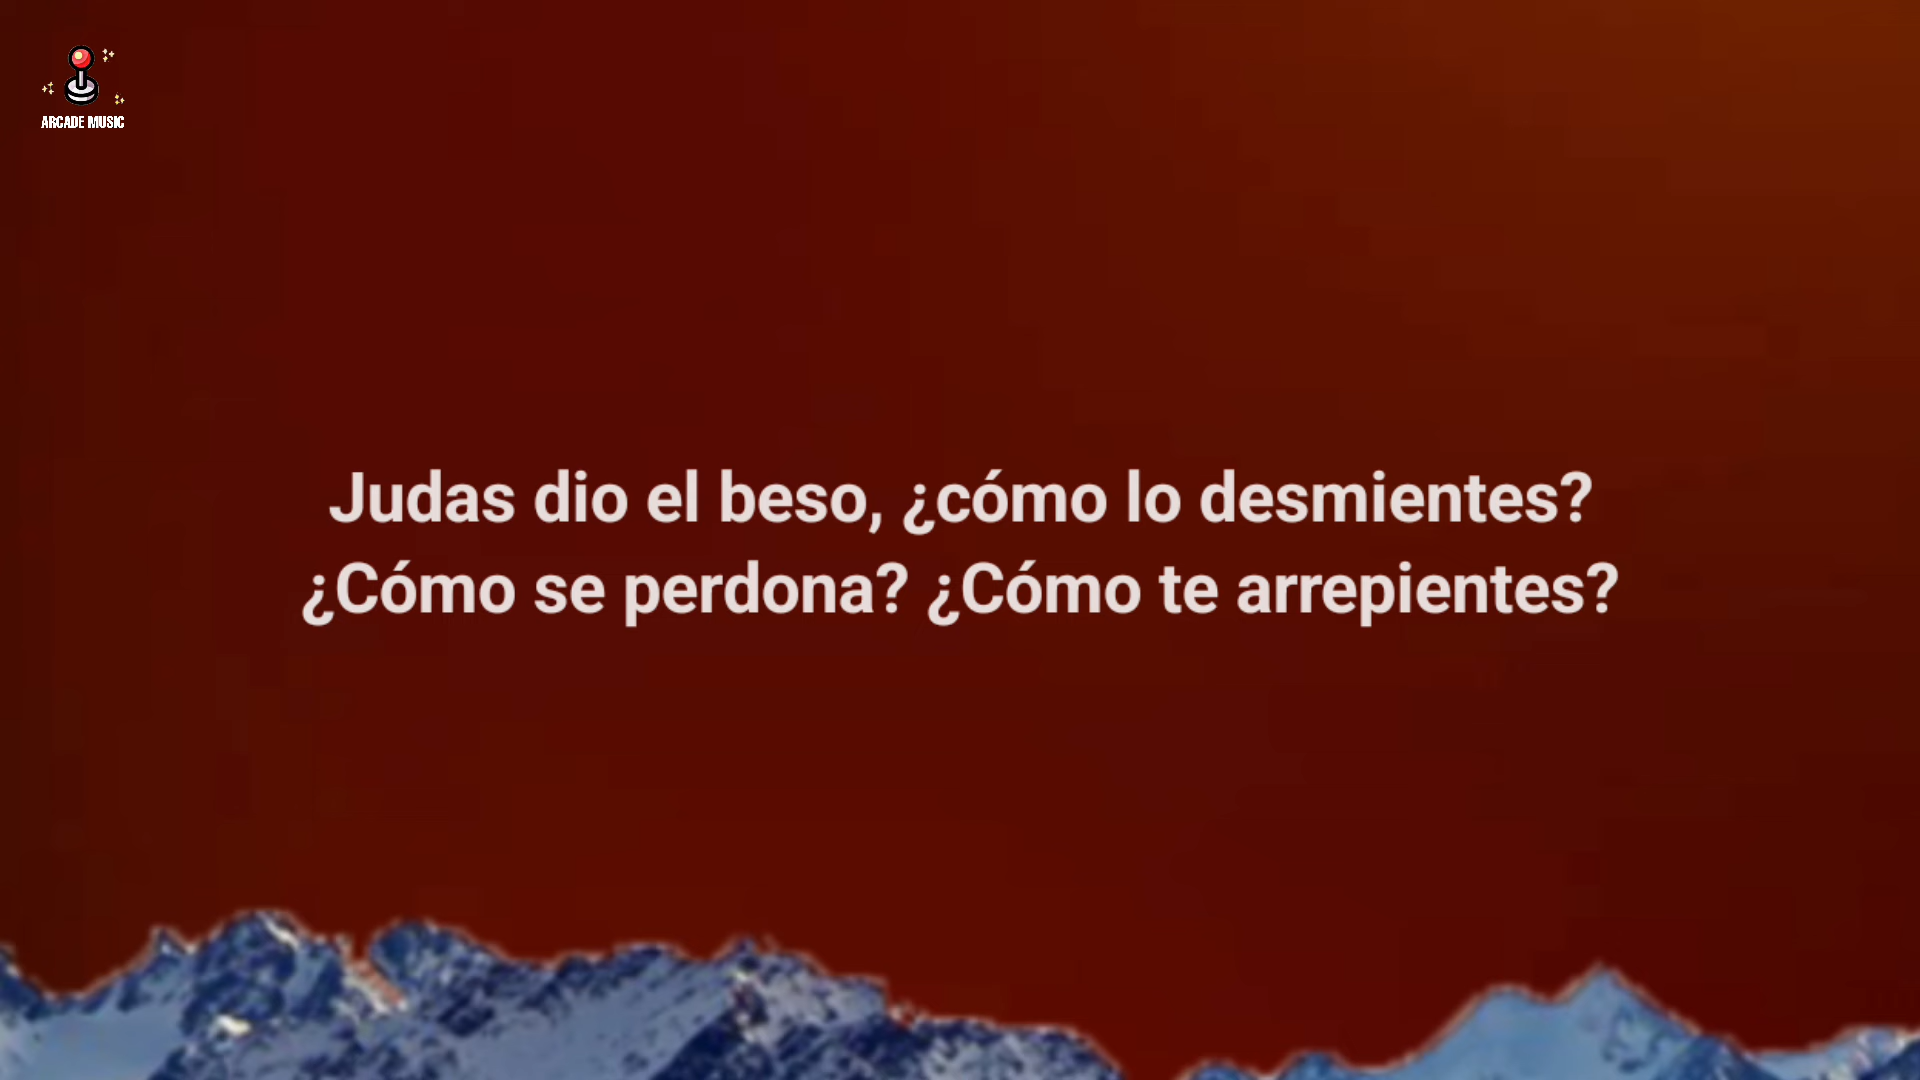 ARCADE MUSIC
Judas dio el beso, ¿cómo lo desmientes?
¿Cómo se perdona? ¿Cómo te arrepientes?